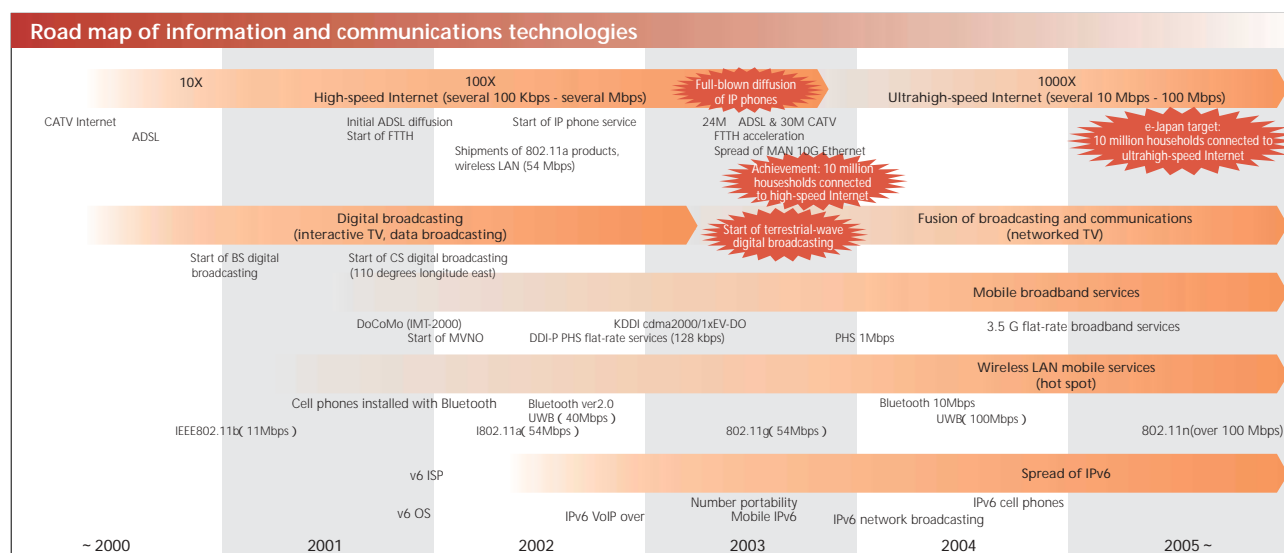 Road map of information and communications technologies
10X
100X
1000X
High-speed Internet (several 100 Kbps - several Mbps)
Full-blown diffusion
of IP phones
Ultrahigh-speed Internet (several 10 Mbps - 100 Mbps)
CATV Internet
ADSL
Initial ADSL diffusion
Start of FTTH
Start of IP phone service
Shipments of 802.11a products,
wireless LAN (54 Mbps)
24M ADSL & 30M CATV
FTTH acceleration
Spread of MAN 10G Ethernet
e-Japan target:
10 million households connected to
ultrahigh-speed Internet
Achievement: 10 million
housesholds connected
to high-speed Internet
Digital broadcasting
(interactive TV, data broadcasting)
Start of terrestrial-wave
digital broadcasting
Fusion of broadcasting and communications
(networked TV)
Start of BS digital
broadcasting
Start of CS digital broadcasting
(110 degrees longitude east)
Mobile broadband services
DoCoMo (IMT-2000)
Start of MVNO
KDDI cdma2000/1xEV-DO
DDI-P PHS flat-rate services (128 kbps)
PHS 1Mbps
3.5 G flat-rate broadband services
Wireless LAN mobile services
(hot spot)
Cell phones installed with Bluetooth
Bluetooth ver2.0
UWB (40Mbps)
Bluetooth 10Mbps
UWB(100Mbps)
IEEE802.11b(11Mbps)
I802.11a(54Mbps)
802.11g(54Mbps)
802.11n(over 100 Mbps)
v6 ISP
Spread of IPv6
v6 OS
IPv6 VoIP over
Number portability
Mobile IPv6
IPv6 cell phones
IPv6 network broadcasting
~ 2000
2001
2002
2003
2004
2005 ~